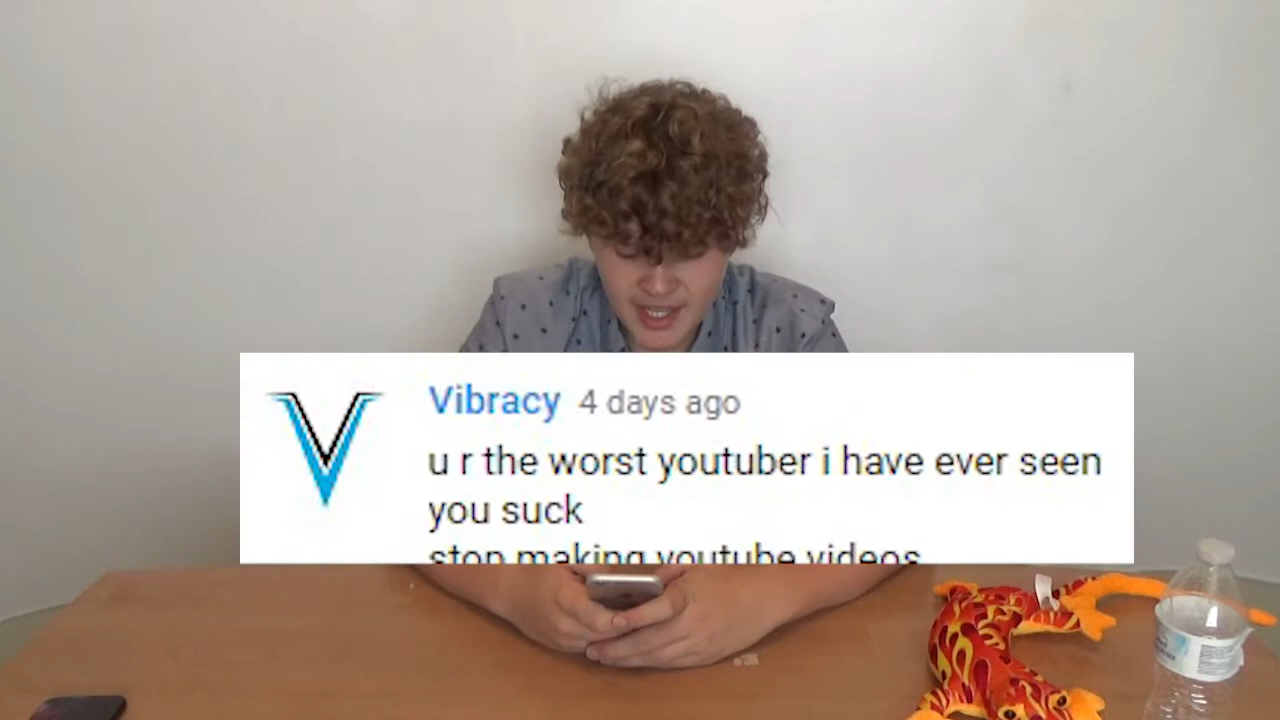 Vibracy 4 days ago
u r the worst youtuber i have ever seen
you suck
stop making youtube videos